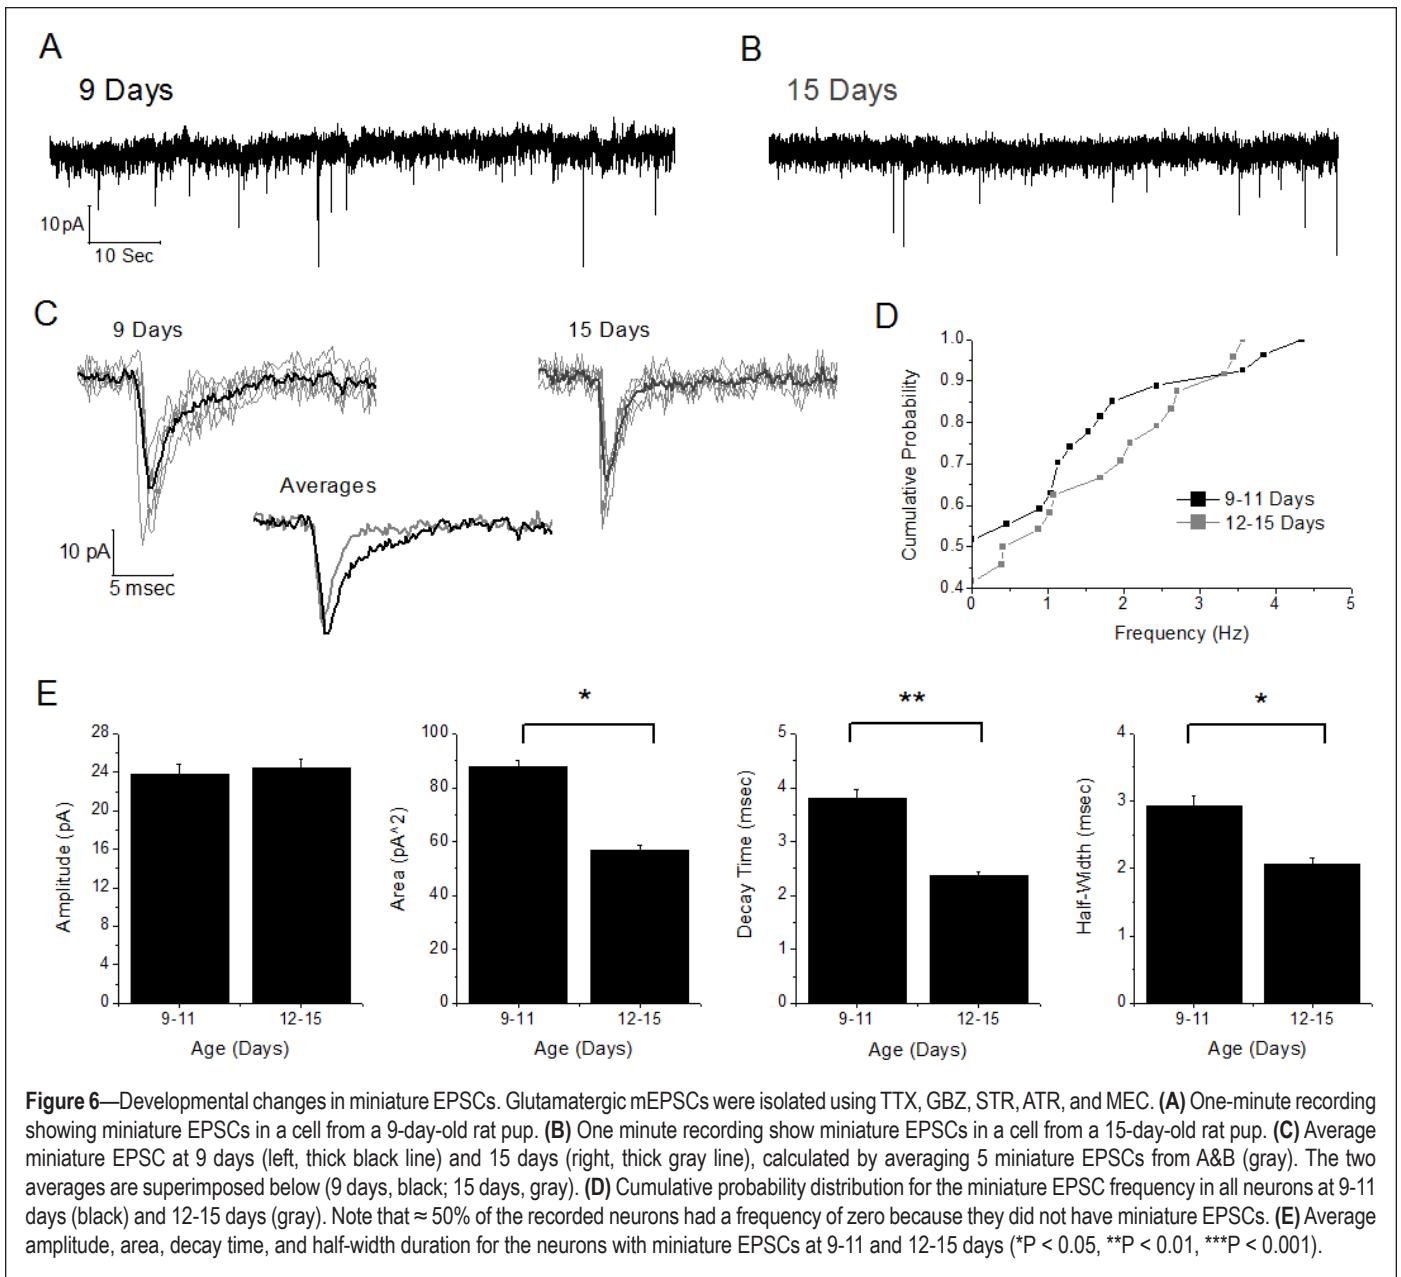 A
9 Days
10 pA
10 Sec
B
15 Days
C
9 Days
15 Days
Averages
10 pA
5 msec
D
1.0
0.9
0.8
0.7
0.6
0.5
0.4
Cumulative Probability
9-11 Days
12-15 Days
0 1 2 3 4 5
Frequency (Hz)
E
28
24
20
16
12
8
4
0
Amplitude (pA)
9-11 12-15
Age (Days)
*
100
80
60
40
20
0
Area (pA^2)
9-11 12-15
Age (Days)
**
5
4
3
2
1
0
Decay Time (msec)
9-11 12-15
Age (Days)
*
4
3
2
1
0
Half-Width (msec)
9-11 12-15
Age (Days)
Figure 6—Developmental changes in miniature EPSCs. Glutamatergic mEPSCs were isolated using TTX, GBZ, STR, ATR, and MEC. (A) One-minute recording
showing miniature EPSCs in a cell from a 9-day-old rat pup. (B) One minute recording show miniature EPSCs in a cell from a 15-day-old rat pup. (C) Average
miniature EPSC at 9 days (left, thick black line) and 15 days (right, thick gray line), calculated by averaging 5 miniature EPSCs from A&B (gray). The two
averages are superimposed below (9 days, black; 15 days, gray). (D) Cumulative probability distribution for the miniature EPSC frequency in all neurons at 9-11
days (black) and 12-15 days (gray). Note that ≈ 50% of the recorded neurons had a frequency of zero because they did not have miniature EPSCs. (E) Average
amplitude, area, decay time, and half-width duration for the neurons with miniature EPSCs at 9-11 and 12-15 days (*P < 0.05, **P < 0.01, ***P < 0.001).